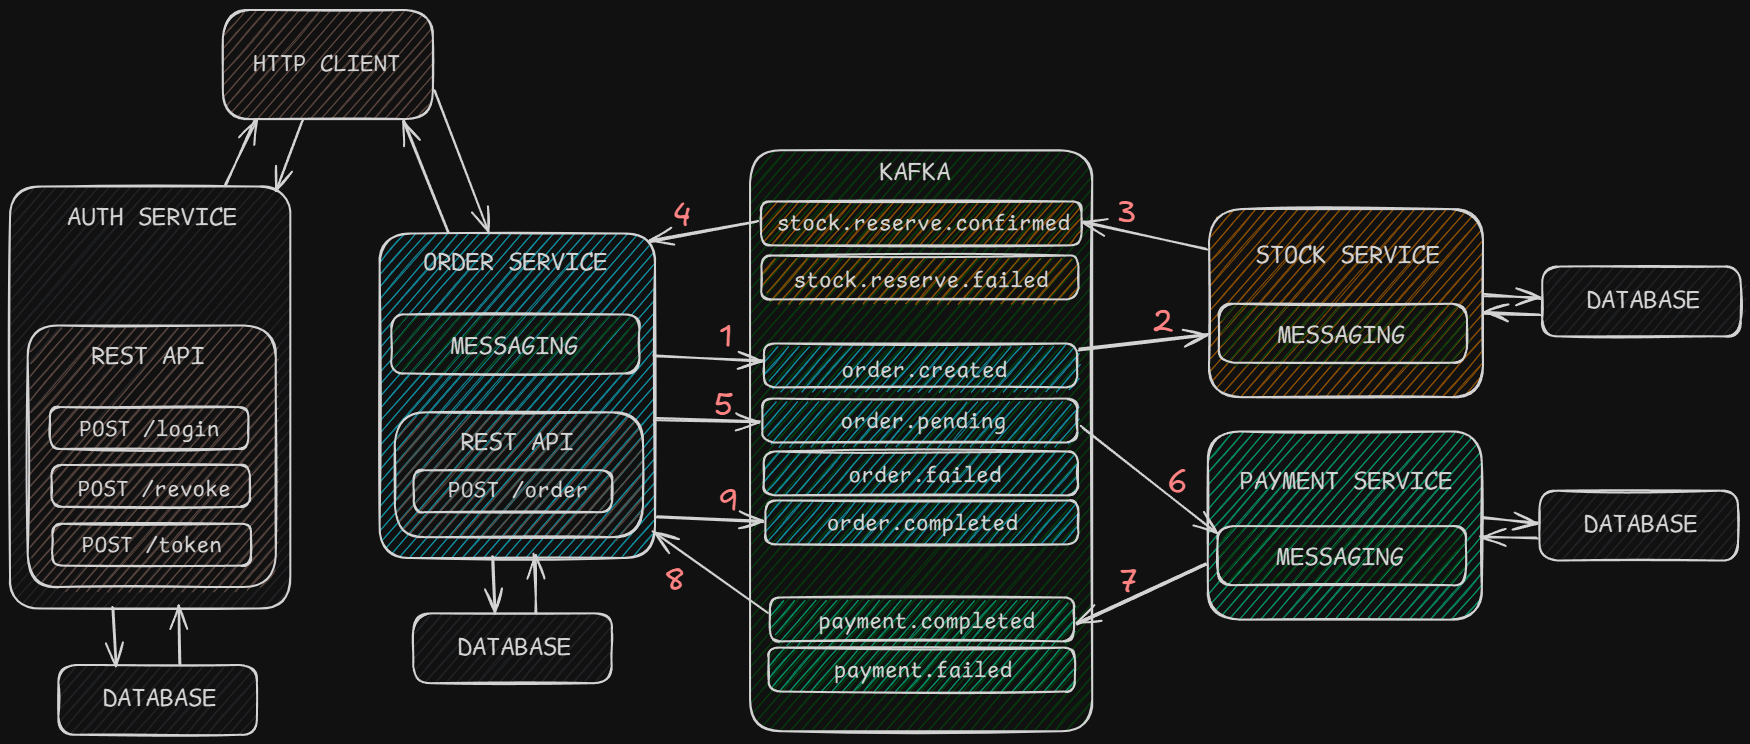 HTTP CLIENT
AUTH SERVICE
REST API
POST /login
POST /revoke
POST /token
DATABASE
ORDER SERVICE
MESSAGING
REST API
POST /order
DATABASE
KAFKA
stock.reserve.confirmed
stock.reserve.failed
order.created
order.pending
order.failed
order.completed
payment.completed
payment.failed
4
1
5
9
8
3
2
6
7
STOCK SERVICE
MESSAGING
DATABASE
PAYMENT SERVICE
MESSAGING
DATABASE